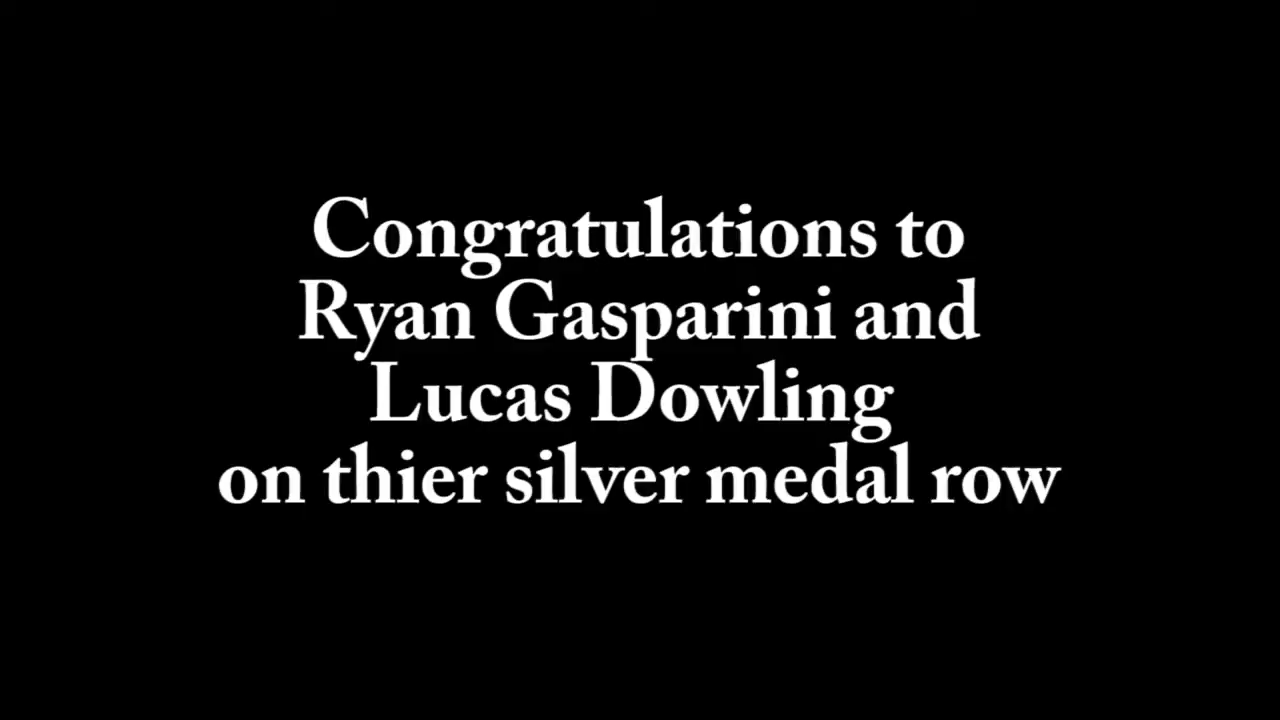 Congratulations to
Ryan Gasparini and
Lucas Dowling
on thier silver medal row